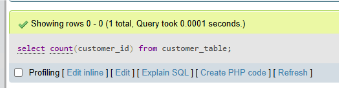 Showing rows 0 - 0 (1 total, Query took 0.0001 seconds.)
select count(customer_id) from customer_table;
Profiling [ Edit inline ] [ Edit ] [ Explain SQL ] [ Create PHP code ] [ Refresh ]